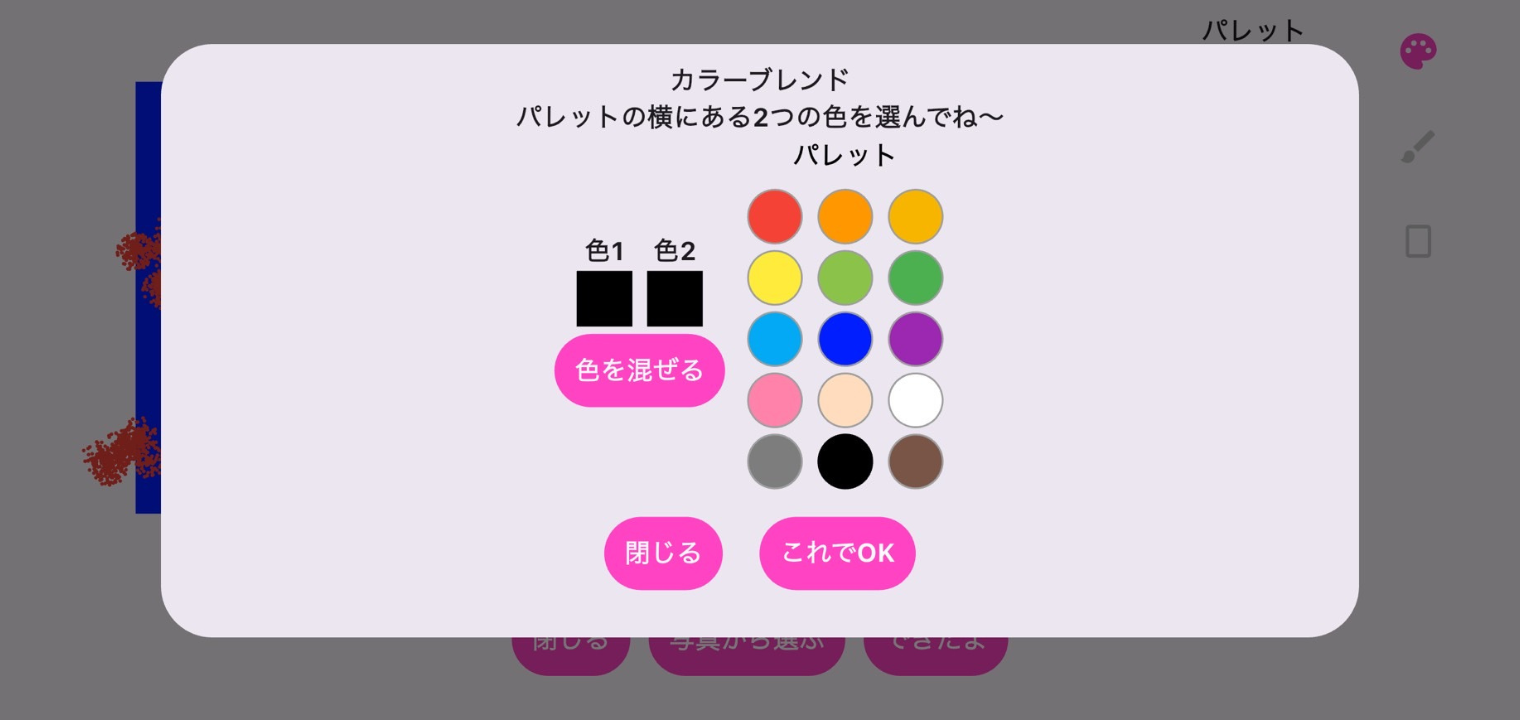 パレット
カラーブレンド
パレットの横にある2つの色を選んでね〜
パレット
色1 色2
色を混ぜる
閉じる これでOK
閉じる 写真から選ぶ できたよ